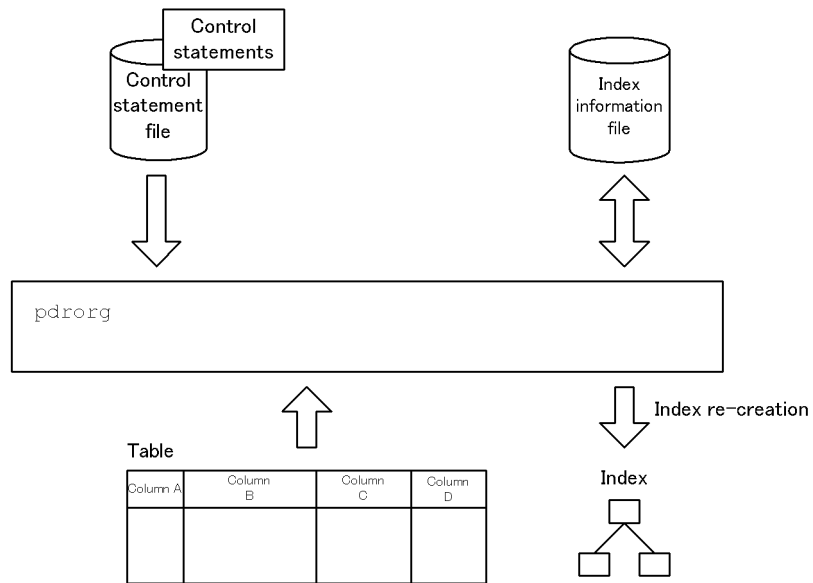 Control
statements
Control
statement
file
Index
information
file
pdrorg
Index re-creation
Table
Column A
Column
B
Column
C
Column
D
Index